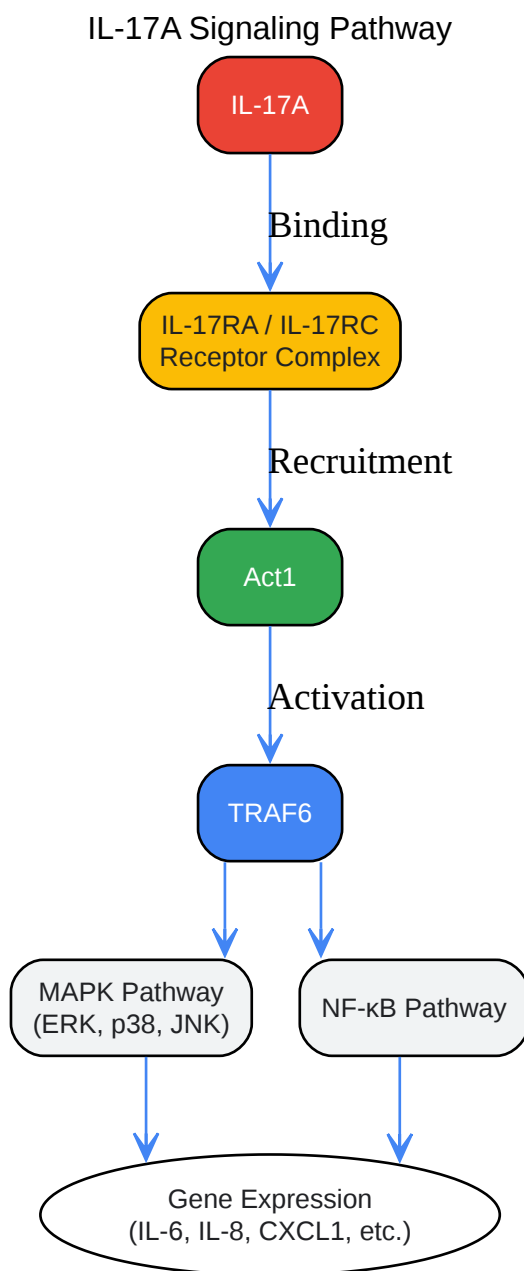 IL-17A Signaling Pathway
IL-17A
Binding
IL-17RA / IL-17RC
Receptor Complex
Recruitment
Act1
Activation
TRAF6
MAPK Pathway
(ERK, p38, JNK)
NF-κB Pathway
Gene Expression
(IL-6, IL-8, CXCL1, etc.)